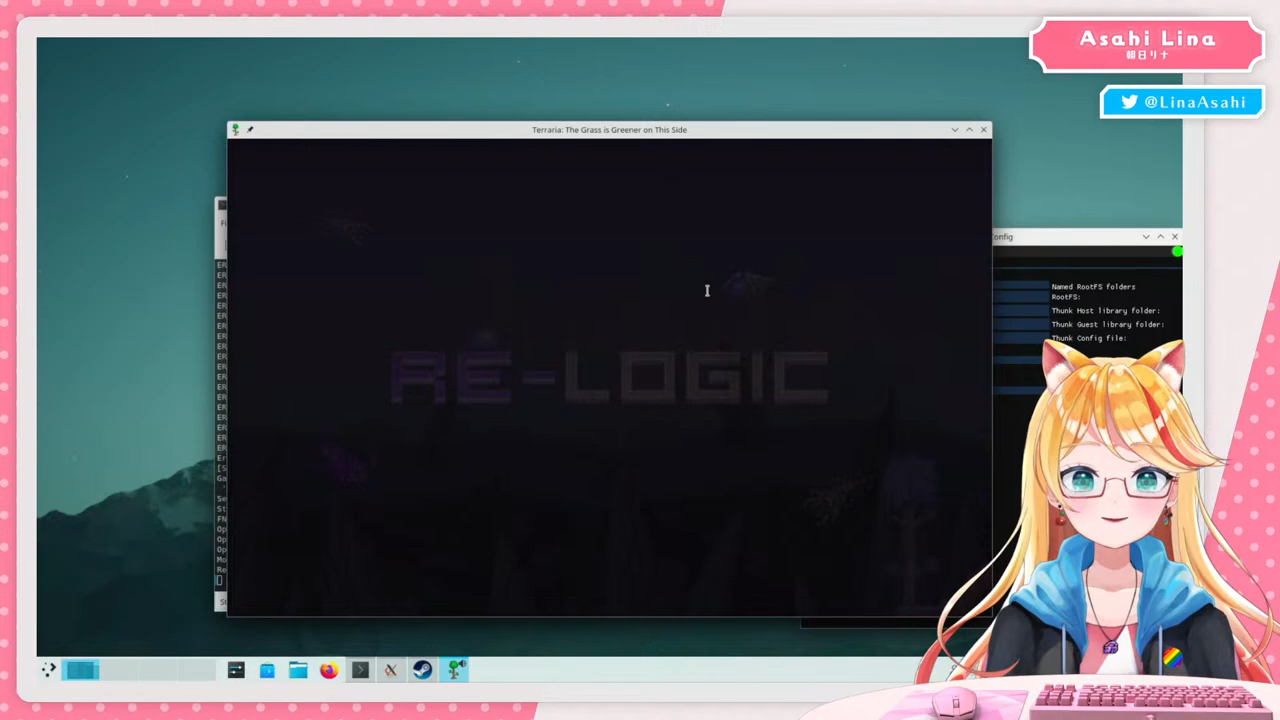 Asahi Lina
朝日リナ
@LinaAsahi
Terraria: The Grass is Greener on This Side
RE-LOGIC
Named RootFS folders
RootFS:
Thunk Host library folder:
Thunk Guest library folder:
Thunk Config file: